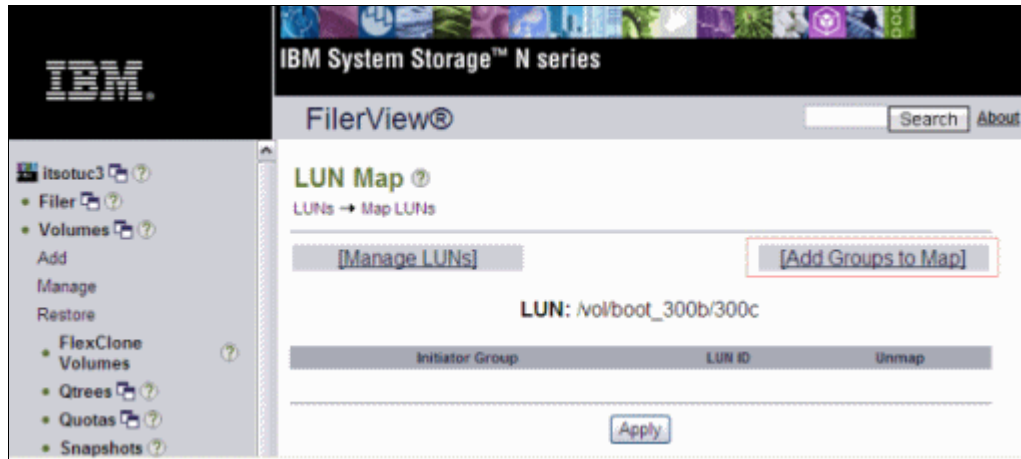 IBM.
IBM System Storage™ N series
FilerView®
Search
About
itsotuc3
Filer
Volumes
Add
Manage
Restore
FlexClone
Volumes
Qtrees
Quotas
Snapshots
LUN Map
LUNs → Map LUNs
[Manage LUNs]
[Add Groups to Map]
LUN: /vol/boot_300b/300c
Initiator Group LUN ID Unmap
Apply